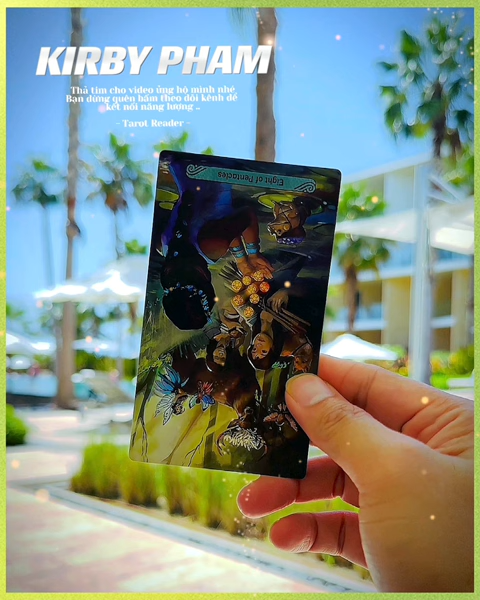 KIRBY PHAM
Thả tim cho video ủng hộ mình nhé
Bạn đừng quên bấm theo dõi kênh để
kết nối năng lượng ..
- Tarot Reader -
Eight of Pentacles